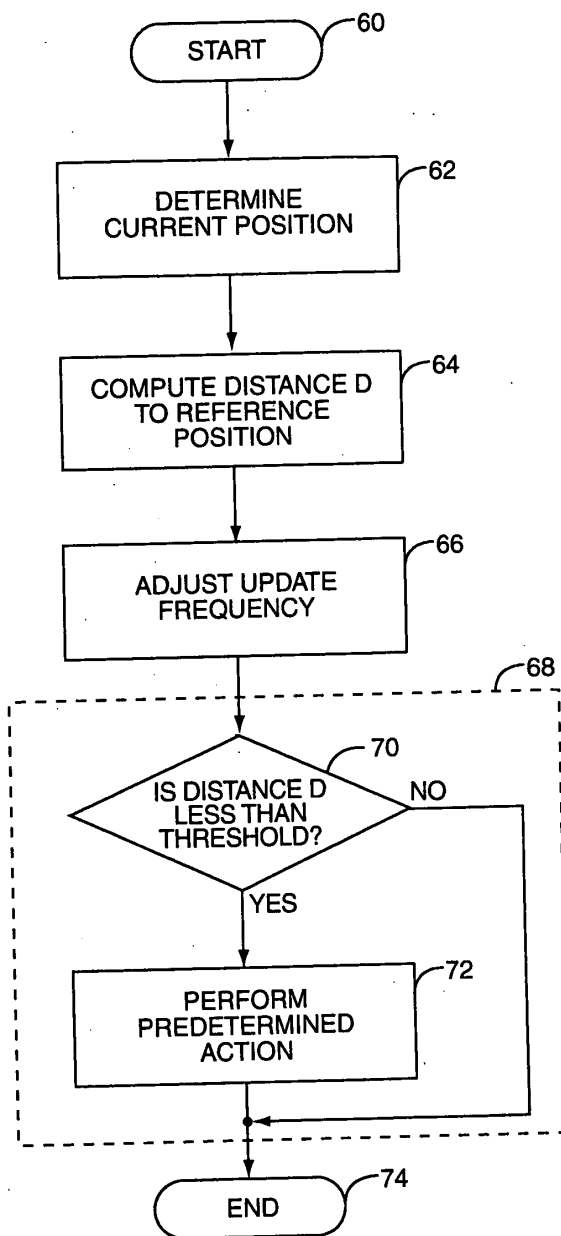 START
60
DETERMINE
CURRENT POSITION
62
COMPUTE DISTANCE D
TO REFERENCE
POSITION
64
ADJUST UPDATE
FREQUENCY
66
68
IS DISTANCE D
LESS THAN
THRESHOLD?
70
NO
YES
PERFORM
PREDETERMINED
ACTION
72
END
74